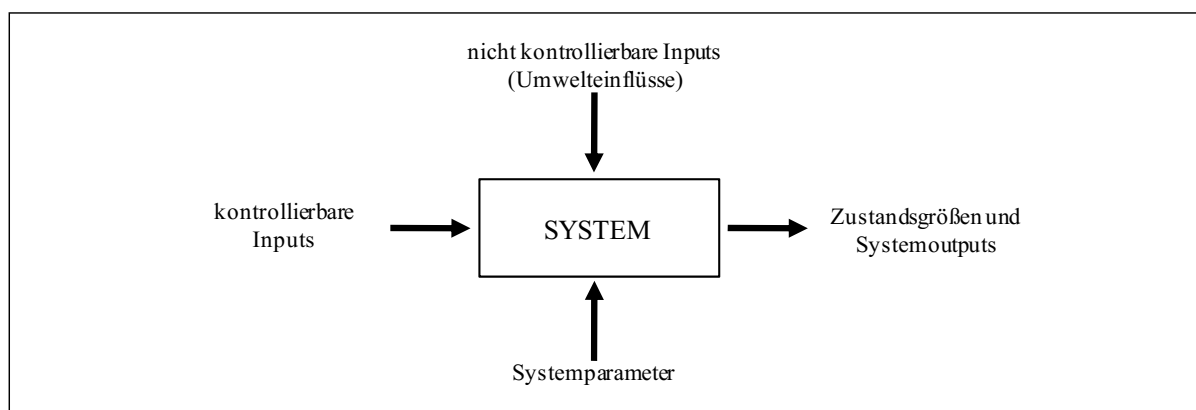 nicht kontrollierbare Inputs
(Umwelteinflüsse)
kontrollierbare
Inputs
SYSTEM
Zustandsgrößen und
Systemoutputs
Systemparameter